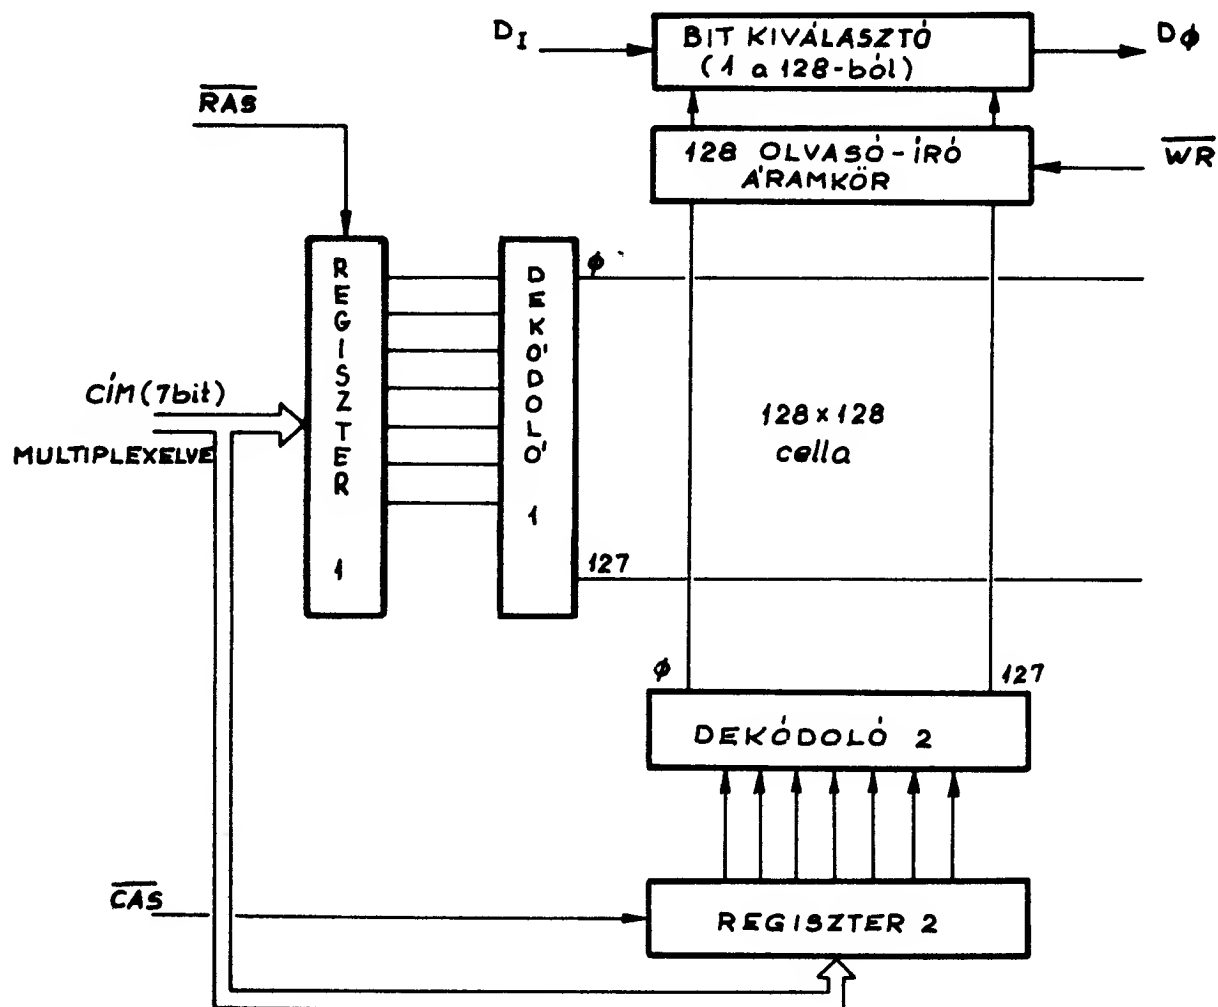 D_I
BIT KIVÁLASZTÓ
(1 a 128-ból)
Dϕ
RAS
128 OLVASÓ-ÍRÓ
ÁRAMKÖR
WR
REGISZTER 1
DEKÓDOLÓ 1
ϕ
CÍM (7bit)
MULTIPLEXELVE
128 x 128
cella
127
ϕ
127
DEKÓDOLÓ 2
CAS
REGISZTER 2